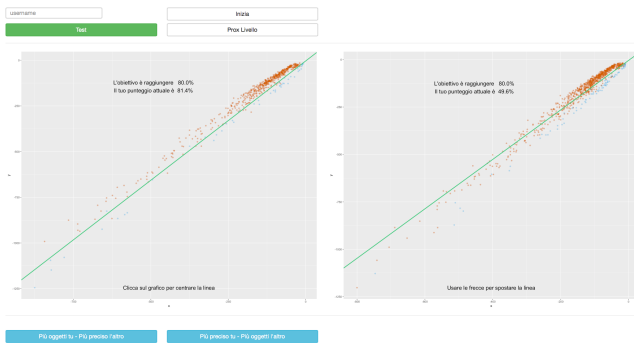 username
Inizia
Test
Prox Livello
L'obiettivo è raggiungere 80.0%
Il tuo punteggio attuale è 81.4%
Clicca sul grafico per centrare la linea
L'obiettivo è raggiungere 80.0%
Il tuo punteggio attuale è 49.6%
Usare le frecce per spostare la linea
Più oggetti tu - Più preciso l'altro
Più preciso tu - Più oggetti l'altro